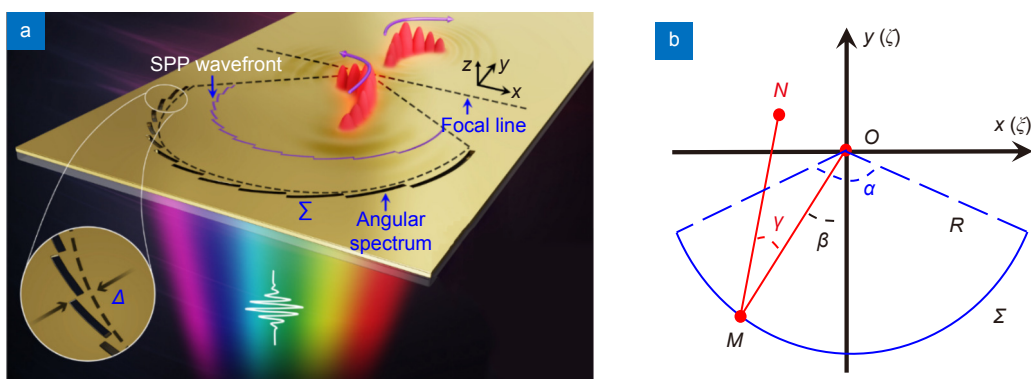 a
SPP wavefront
z
y
x
Focal line
Σ
Angular
spectrum
Δ
b
y (ζ)
N
x (ξ)
O
α
R
γ
β
M
Σ